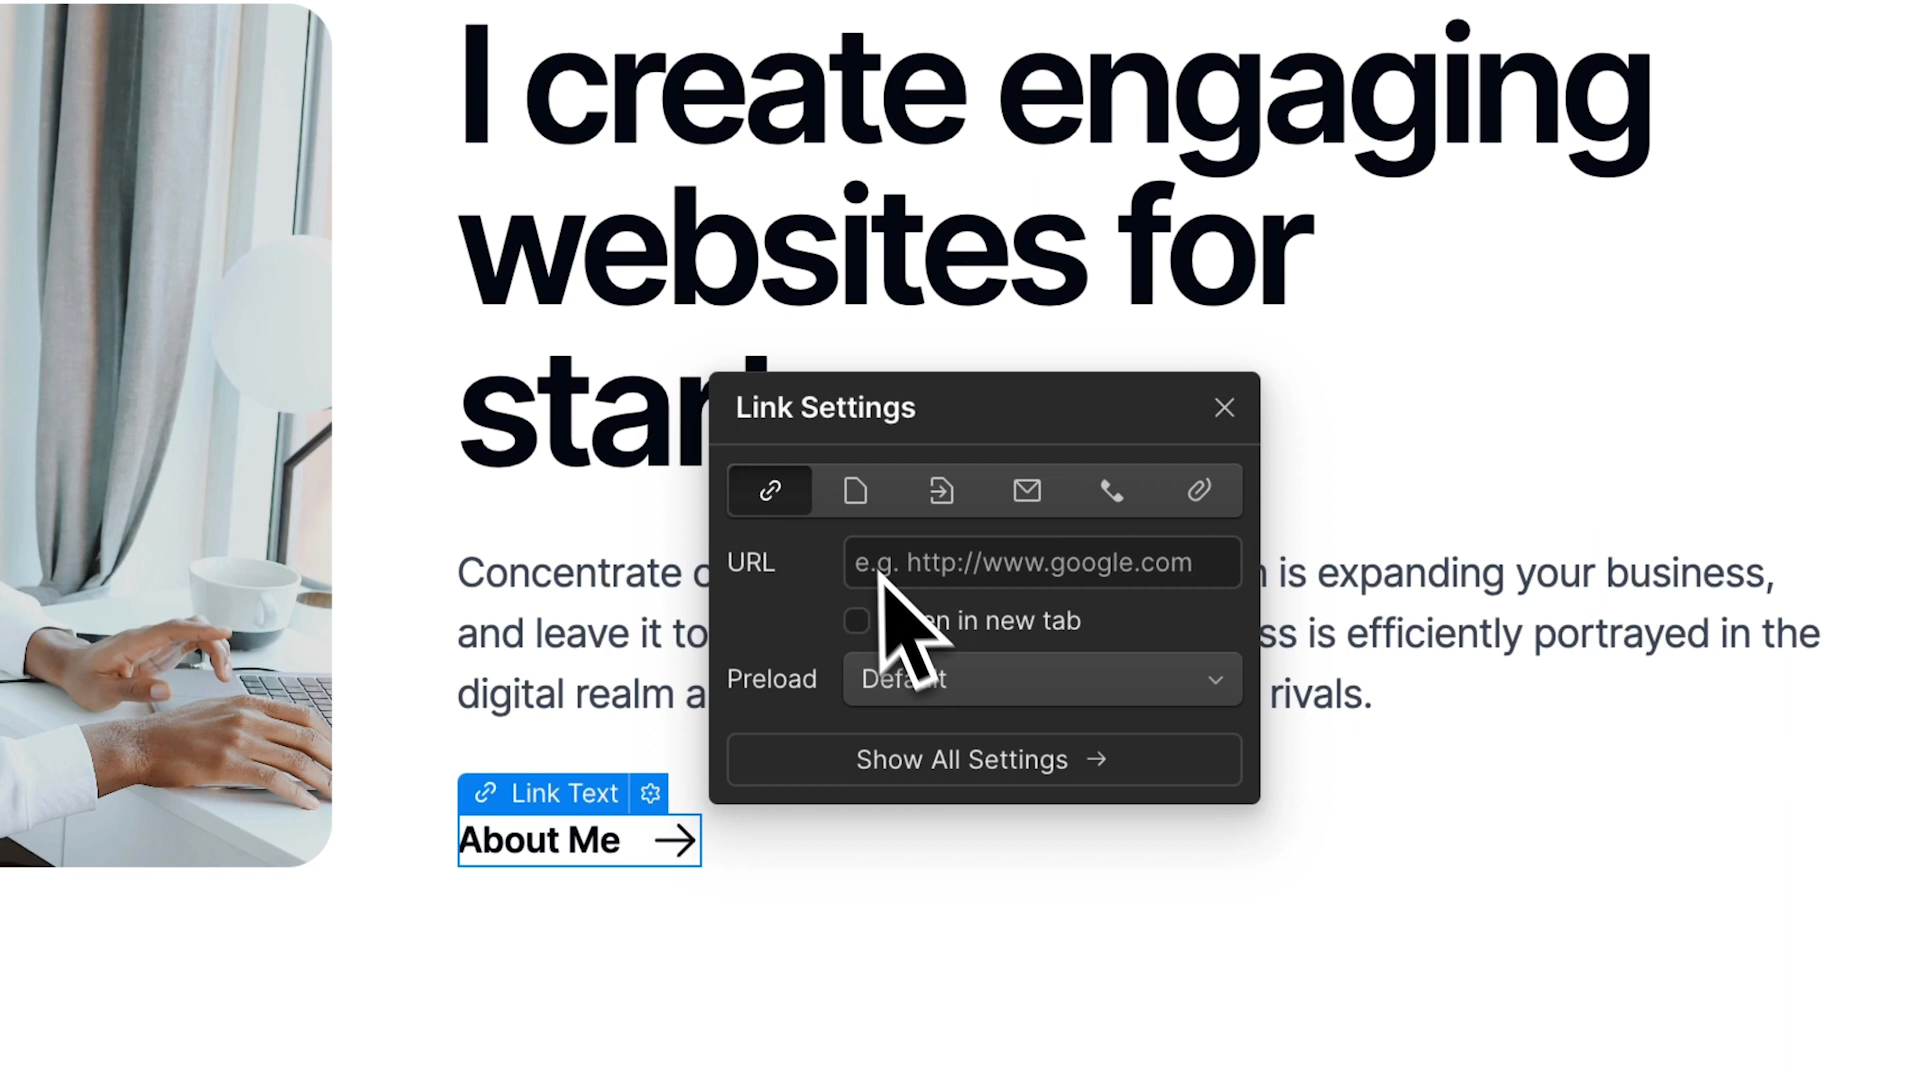 I create engaging
websites for
Link Settings
URL
e.g. http://www.google.com
in new tab
Preload
Default
Show All Settings →
Concentrate
is expanding your business,
and leave it to
is efficiently portrayed in the
digital realm
rivals.
Link Text
About Me →